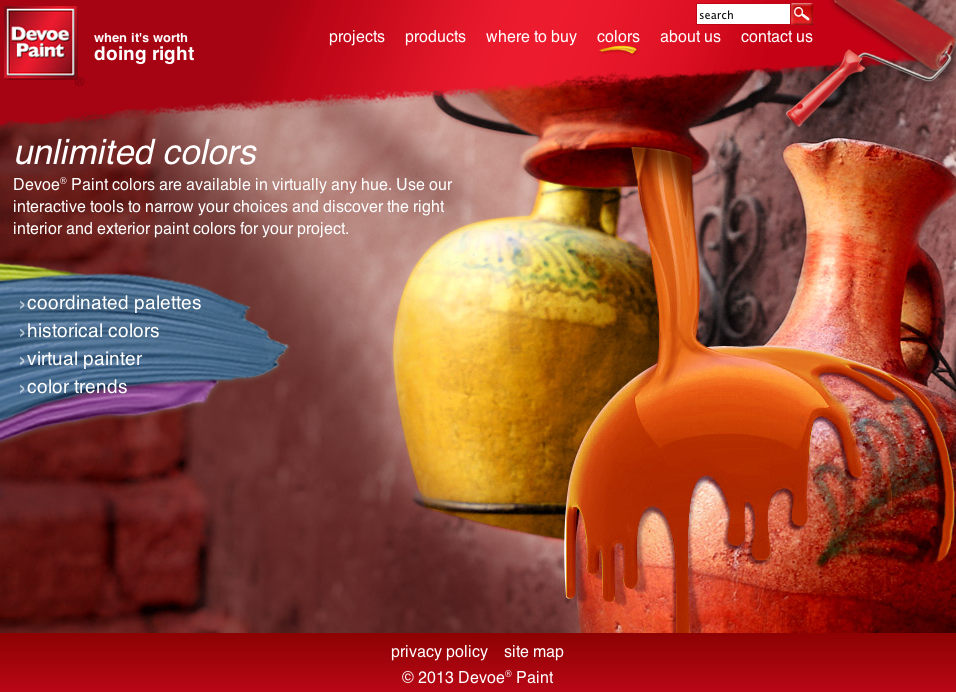 Devoe
Paint
when it's worth
doing right
search
projects products where to buy colors about us contact us
unlimited colors
Devoe® Paint colors are available in virtually any hue. Use our
interactive tools to narrow your choices and discover the right
interior and exterior paint colors for your project.
›coordinated palettes
›historical colors
›virtual painter
›color trends
privacy policy site map
© 2013 Devoe® Paint